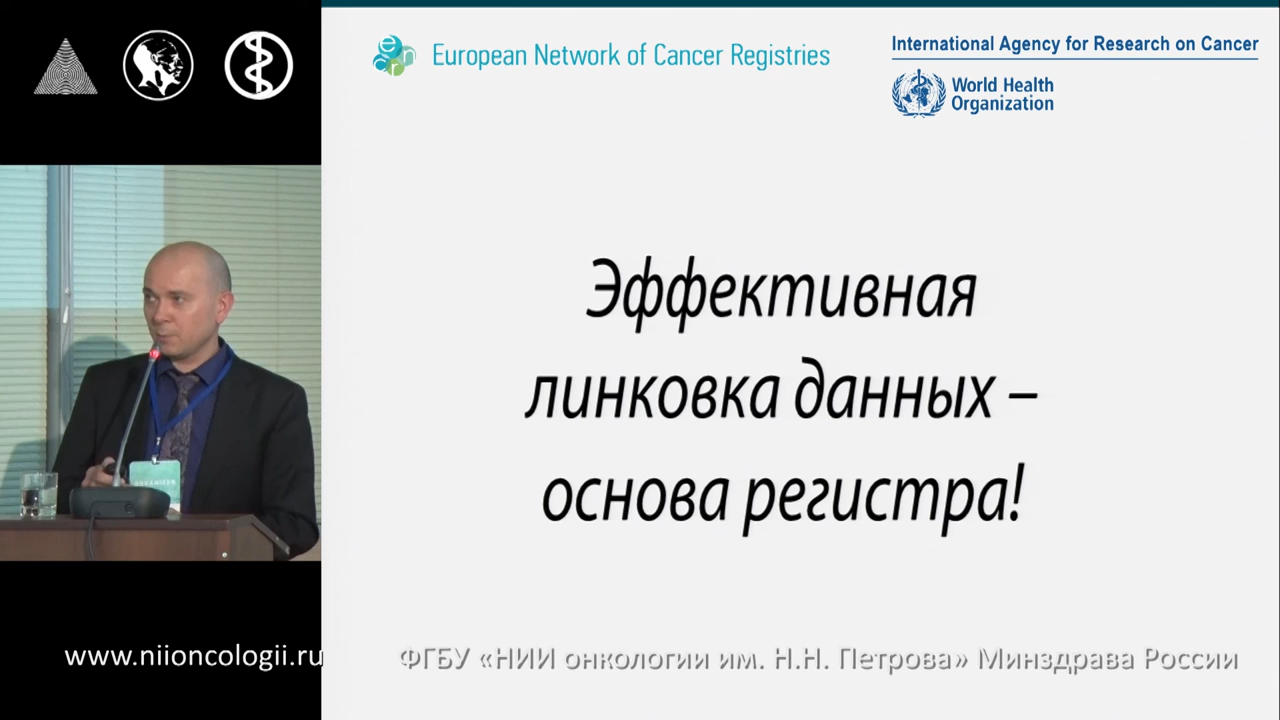 European Network of Cancer Registries
International Agency for Research on Cancer
World Health
Organization
Эффективная
линковка данных –
основа регистра!
ORGANIZER
www.niioncologii.ru
ФГБУ «НИИ онкологии им. Н.Н. Петрова» Минздрава России